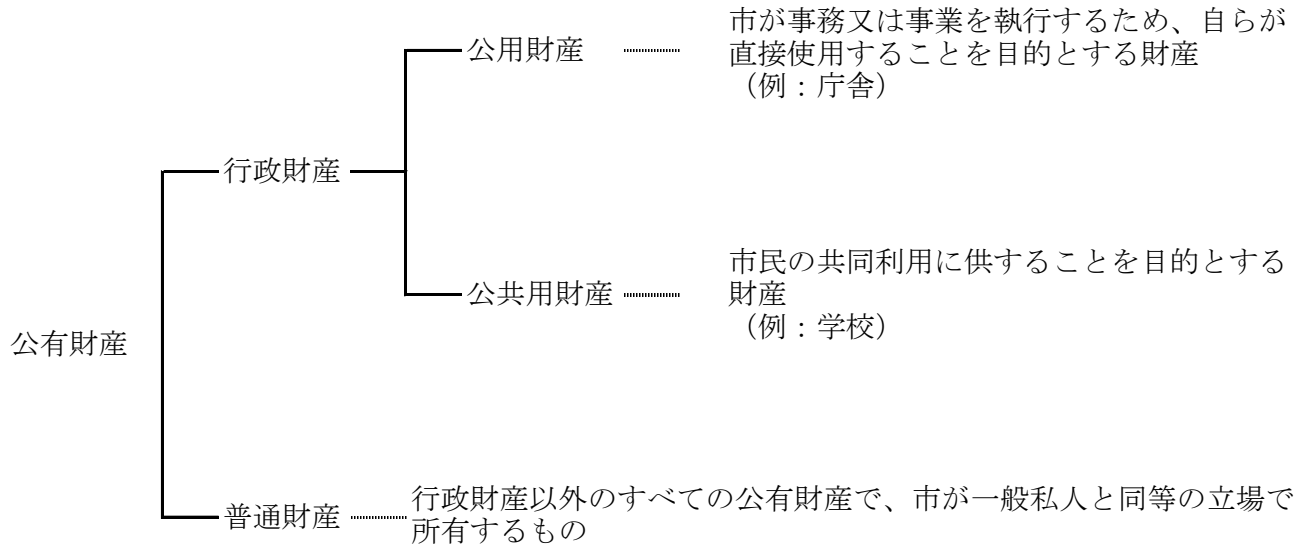 公用財産
市が事務又は事業を執行するため、自らが
直接使用することを目的とする財産
（例：庁舎）
行政財産
公共用財産
市民の共同利用に供することを目的とする
財産
（例：学校）
公有財産
普通財産
行政財産以外のすべての公有財産で、市が一般私人と同等の立場で
所有するもの